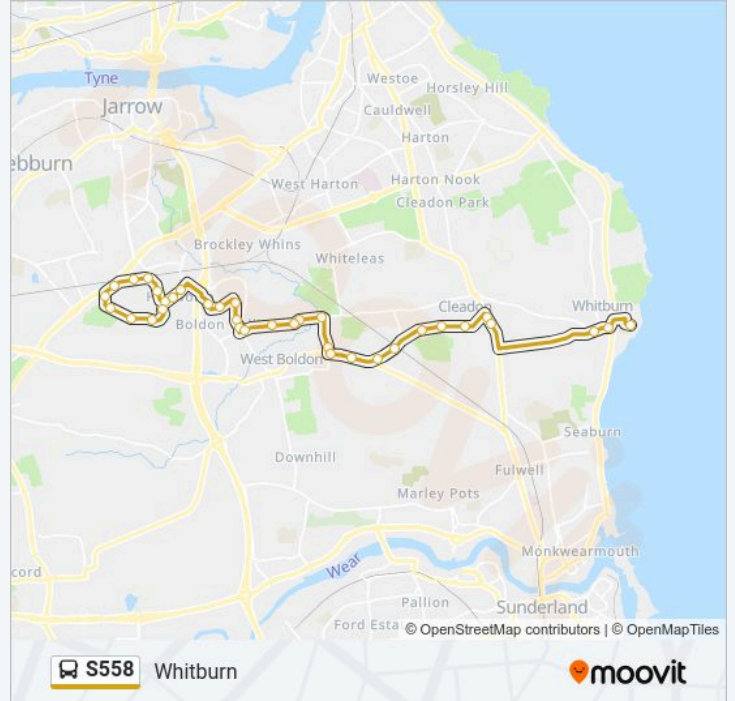 Tyne
Westoe
Horsley Hill
Jarrow
Cauldwell
Harton
ebburn
West Harton
Harton Nook
Cleadon Park
Brockley Whins
Whiteleas
Cleadon
Whitburn
Boldon
West Boldon
Seaburn
Downhill
Fulwell
Marley Pots
Monkwearmouth
Wear
cord
Pallion
Sunderland
Ford Esta
© OpenStreetMap contributors | © OpenMapTiles
S558 Whitburn
moovit